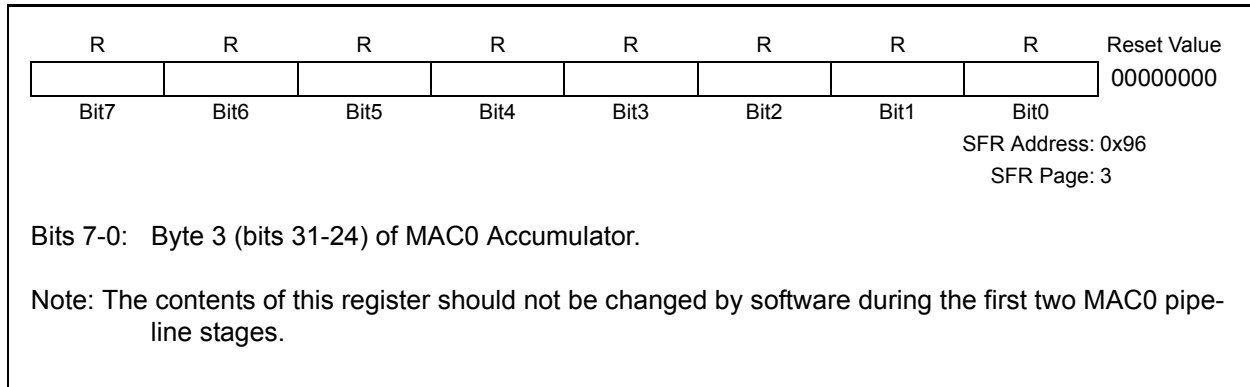 R R R R R R R R Reset Value
00000000
Bit7 Bit6 Bit5 Bit4 Bit3 Bit2 Bit1 Bit0
SFR Address: 0x96
SFR Page: 3
Bits 7-0: Byte 3 (bits 31-24) of MAC0 Accumulator.
Note: The contents of this register should not be changed by software during the first two MAC0 pipe-
line stages.